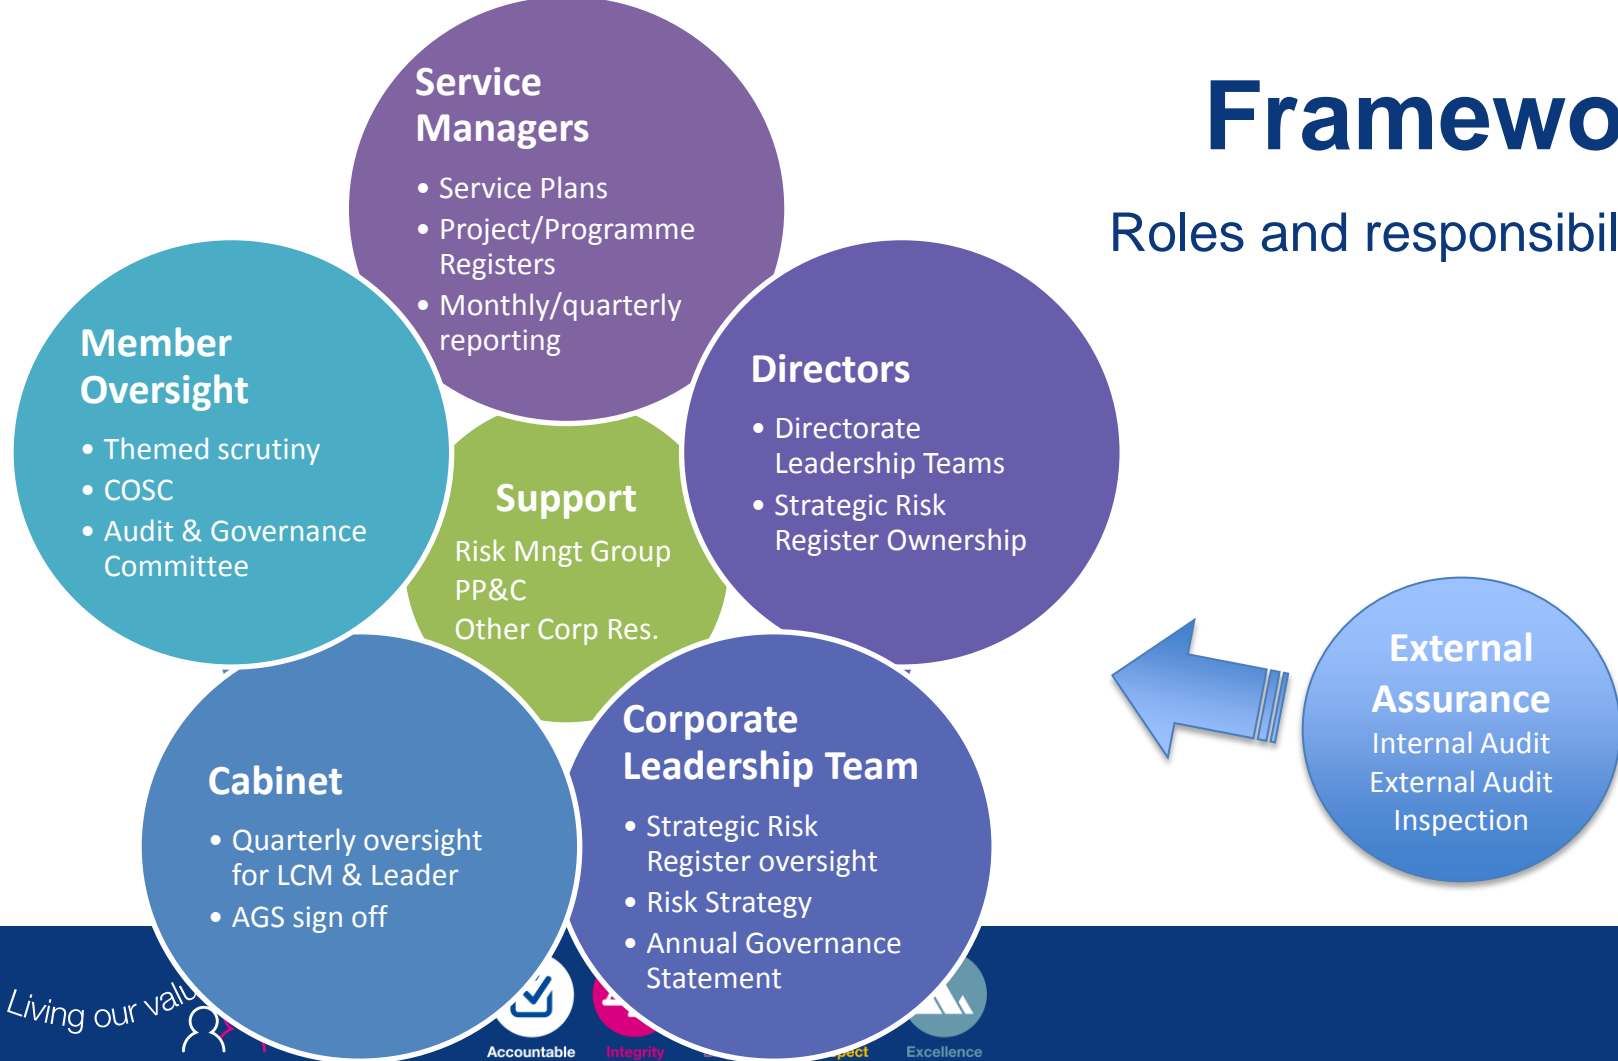 Framewo
Roles and responsibil
Service
Managers
• Service Plans
• Project/Programme
Registers
• Monthly/quarterly
reporting
Member
Oversight
• Themed scrutiny
• COSC
• Audit & Governance
Committee
Directors
• Directorate
Leadership Teams
• Strategic Risk
Register Ownership
Support
Risk Mngt Group
PP&C
Other Corp Res.
External
Assurance
Internal Audit
External Audit
Inspection
Cabinet
• Quarterly oversight
for LCM & Leader
• AGS sign off
Corporate
Leadership Team
• Strategic Risk
Register oversight
• Risk Strategy
• Annual Governance
Statement
Living our valu
Accountable Integrity pect Excellence